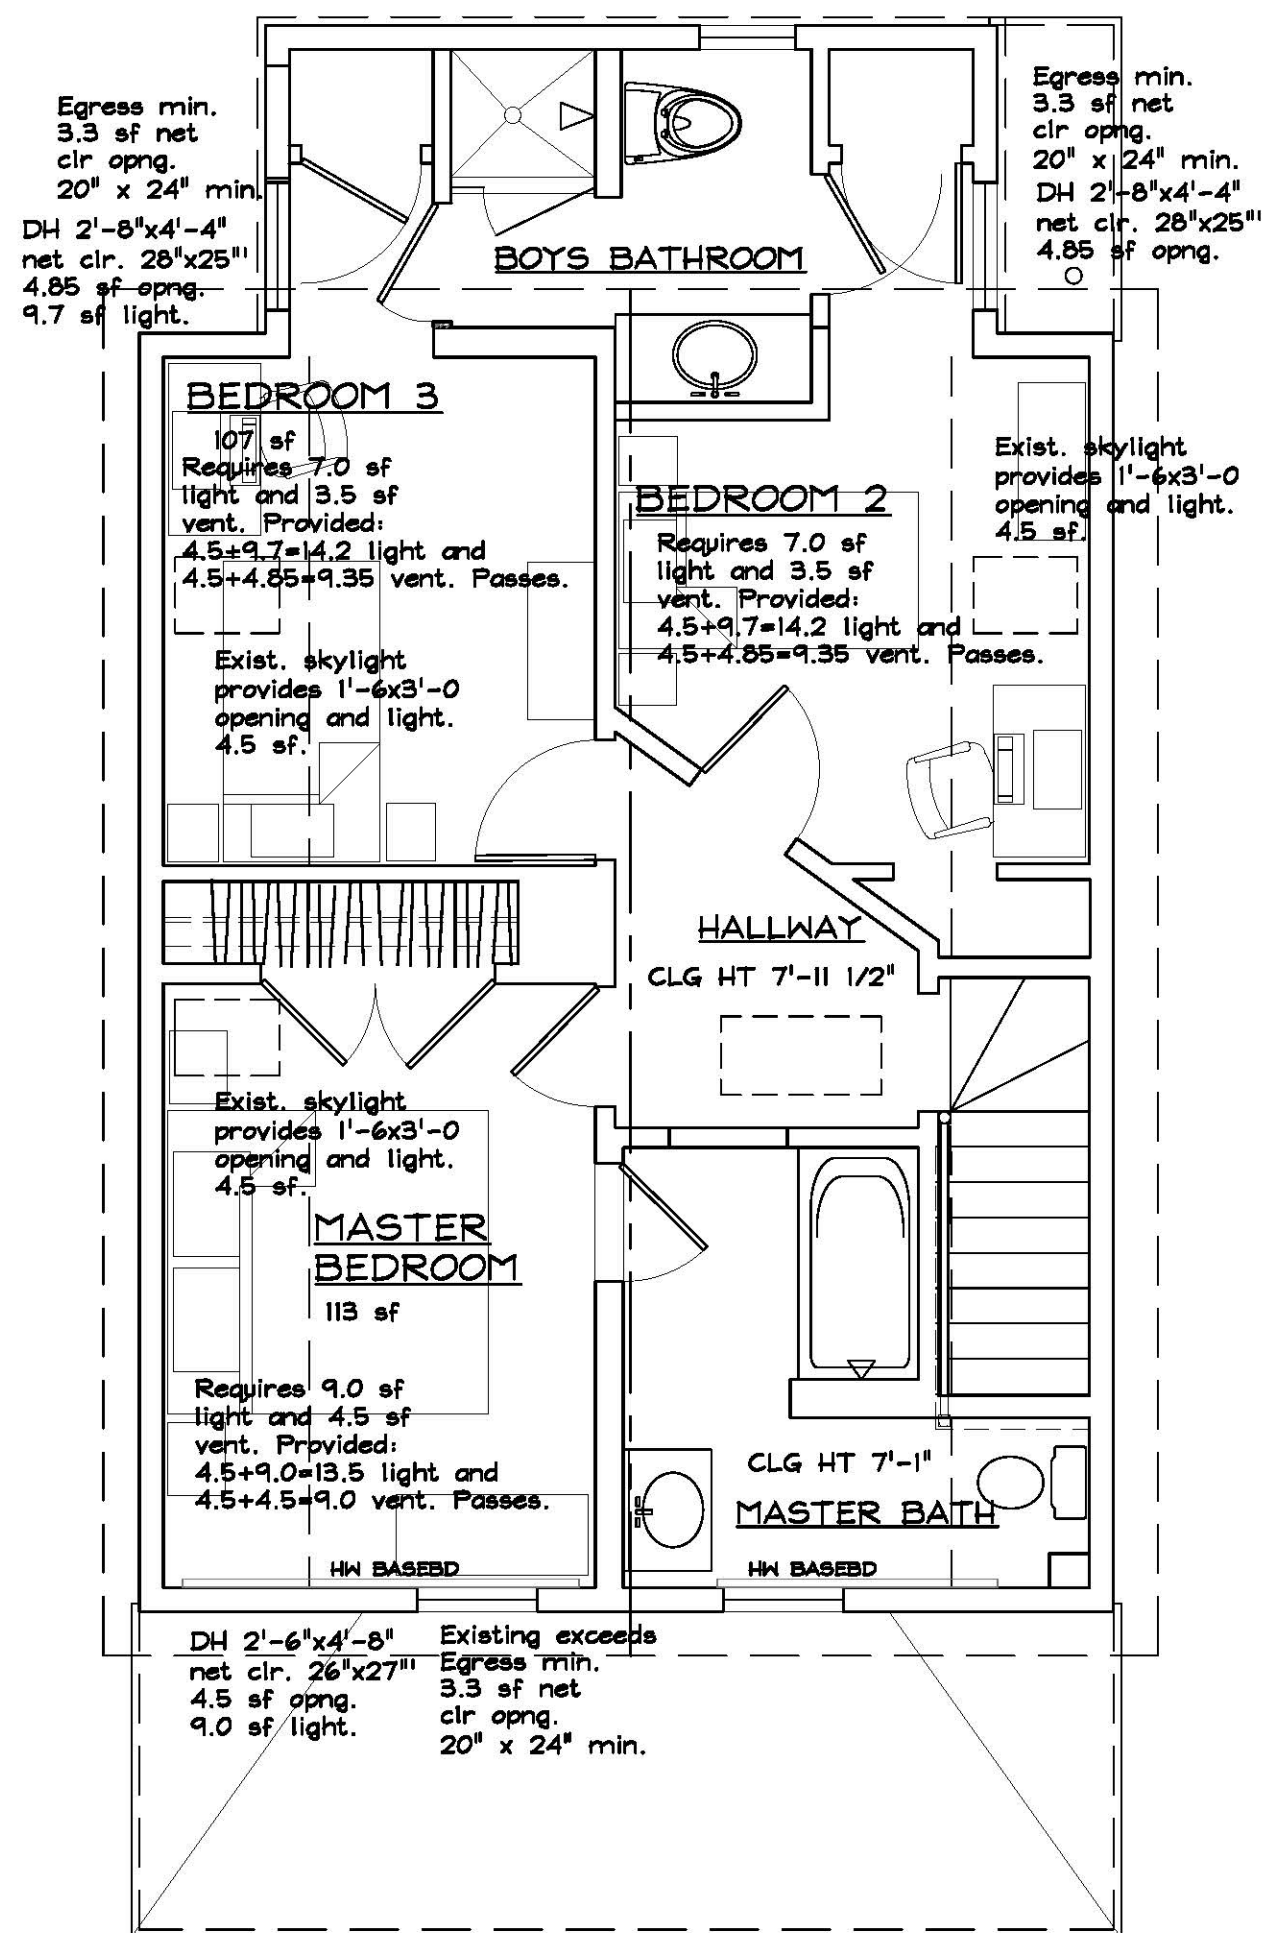 Egress min.
3.3 sf net
clr opng.
20" x 24" min.
DH 2'-8"x4'-4"
net clr. 28"x25"'
4.85 sf opng.
9.7 sf light.
Egress min.
3.3 sf net
clr opng.
20" x 24" min.
DH 2'-8"x4'-4"
net clr. 28"x25"'
4.85 sf opng.
BOYS BATHROOM
BEDROOM 3
107 sf
Requires 7.0 sf
light and 3.5 sf
vent. Provided:
4.5+9.7=14.2 light and
4.5+4.85=9.35 vent. Passes.
Exist. skylight
provides 1'-6x3'-0
opening and light.
4.5 sf.
BEDROOM 2
Requires 7.0 sf
light and 3.5 sf
vent. Provided:
4.5+9.7=14.2 light and
4.5+4.85=9.35 vent. Passes.
Exist. skylight
provides 1'-6x3'-0
opening and light.
4.5 sf.
HALLWAY
CLG HT 7'-11 1/2"
Exist. skylight
provides 1'-6x3'-0
opening and light.
4.5 sf.
MASTER
BEDROOM
113 sf
Requires 9.0 sf
light and 4.5 sf
vent. Provided:
4.5+9.0=13.5 light and
4.5+4.5=9.0 vent. Passes.
HW BASEBD
CLG HT 7'-1"
MASTER BATH
HW BASEBD
DH 2'-6"x4'-8"
net clr. 26"x27"'
4.5 sf opng.
9.0 sf light.
Existing exceeds
Egress min.
3.3 sf net
clr opng.
20" x 24" min.